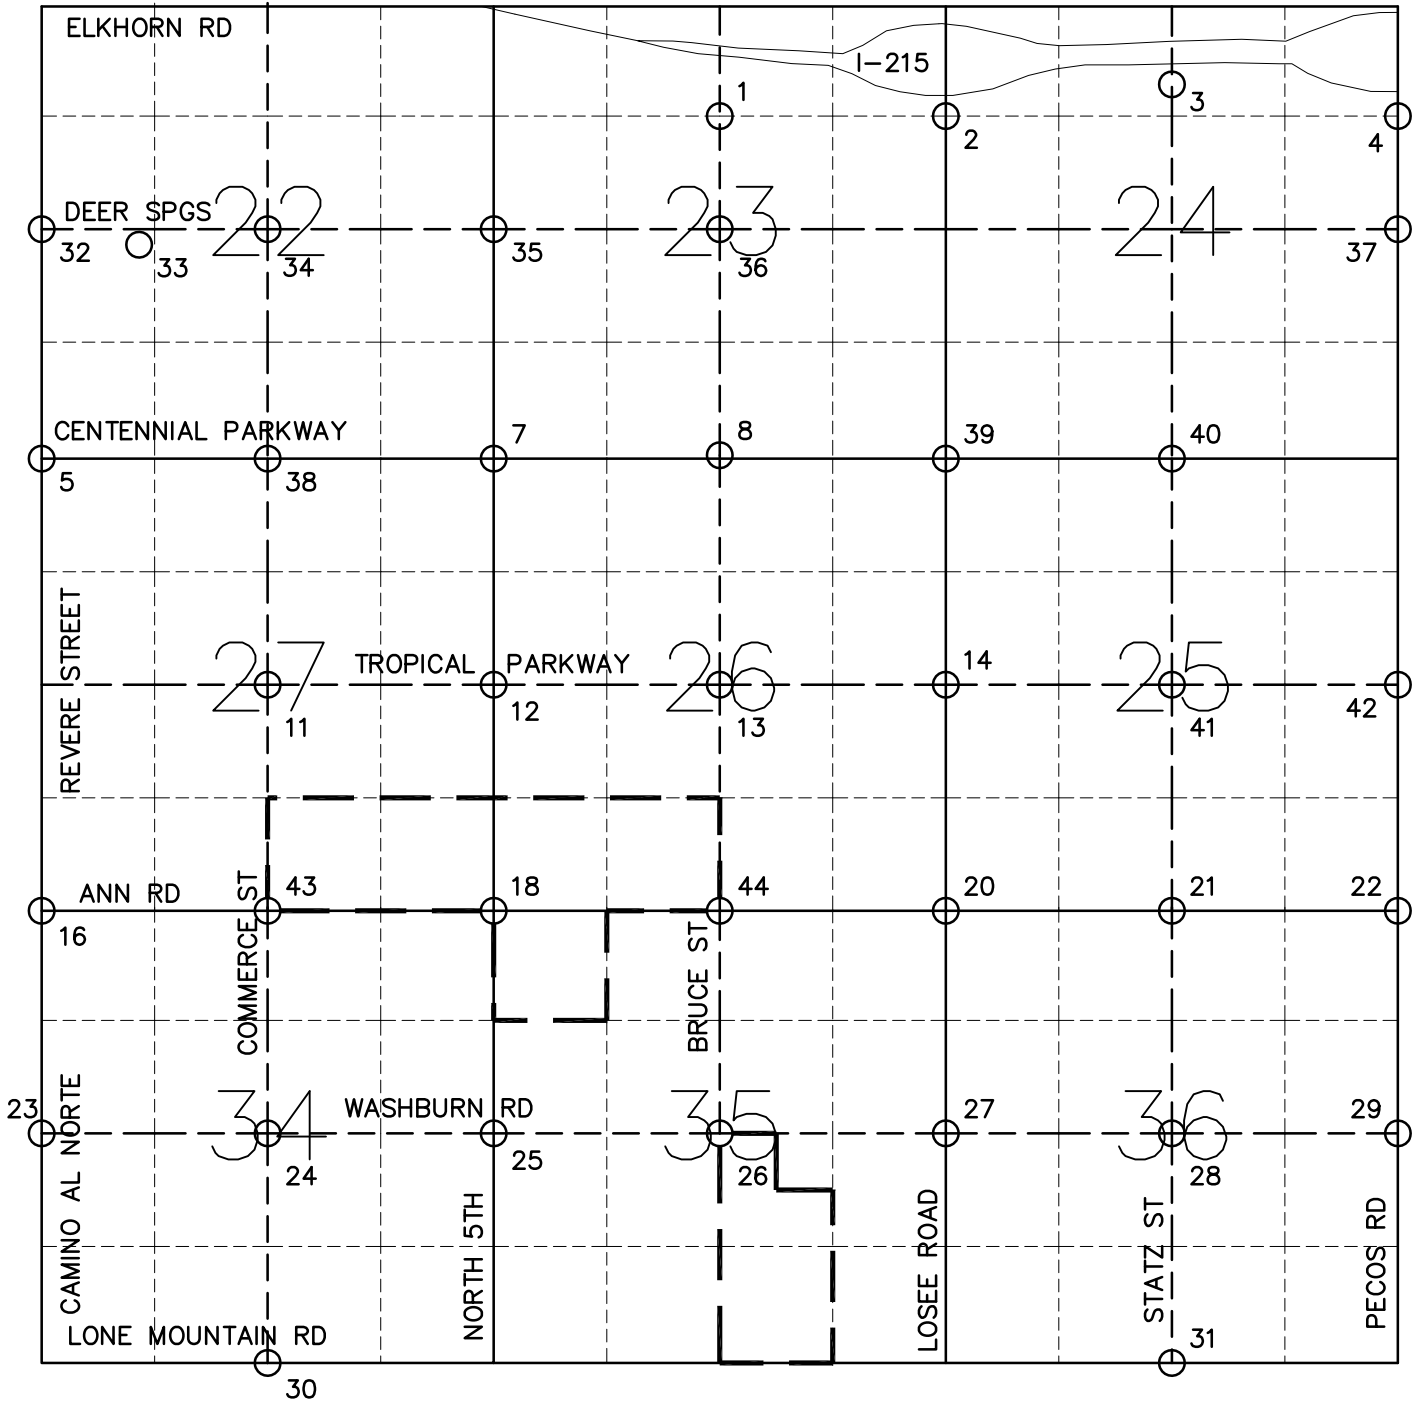 ELKHORN RD
I-215
1
2
3
4
DEER SPGS
22
23
24
32
33
34
35
36
37
CENTENNIAL PARKWAY
7
8
39
40
5
38
REVERE STREET
27
TROPICAL PARKWAY
26
14
25
11
12
13
41
42
ANN RD
COMMERCE ST
43
18
44
20
21
22
16
BRUCE ST
23
CAMINO AL NORTE
34
WASHBURN RD
35
27
36
29
24
25
26
28
NORTH 5TH
LOSEE ROAD
STATZ ST
PECOS RD
LONE MOUNTAIN RD
30
31